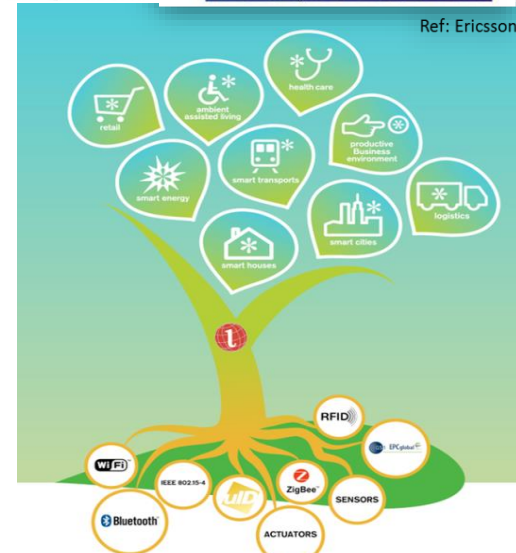 Ref: Ericsson
health care
ambient
assisted living
retail
productive
Business
environment
smart transports
smart energy
logistics
smart cities
smart houses
RFID
EPCglobal
WiFi
IEEE 802.15-4
uID
ZigBee
SENSORS
Bluetooth
ACTUATORS